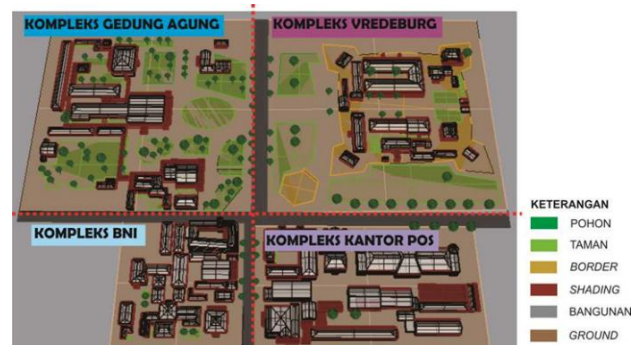 KOMPLEKS GEDUNG AGUNG
KOMPLEKS VREDEBURG
KOMPLEKS BNI
KOMPLEKS KANTOR POS
KETERANGAN
POHON
TAMAN
BORDER
SHADING
BANGUNAN
GROUND